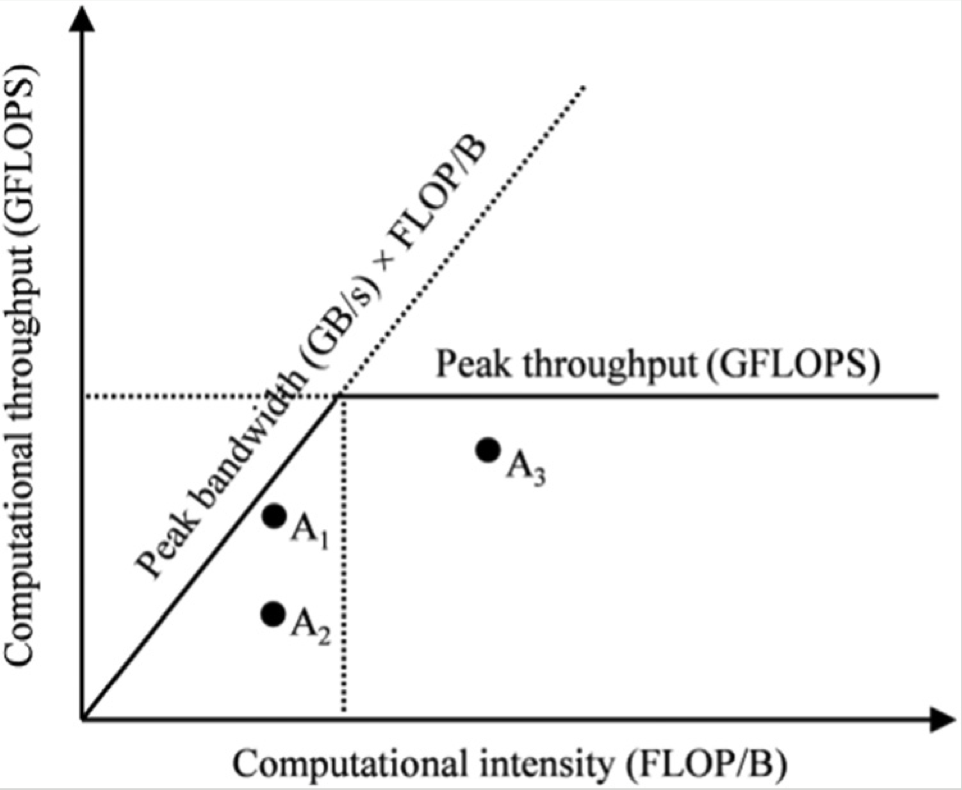 Computational throughput (GFLOPS)
Peak bandwidth (GB/s) × FLOP/B
Peak throughput (GFLOPS)
A₃
A₁
A₂
Computational intensity (FLOP/B)